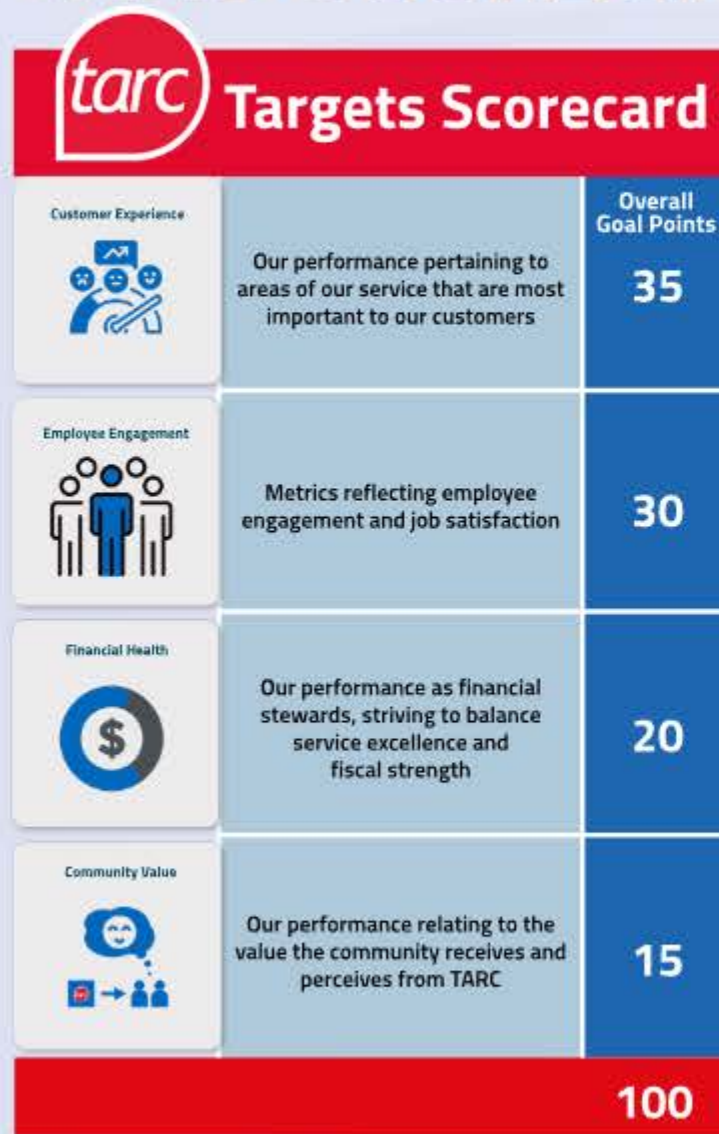 tarc
Targets Scorecard
Customer Experience
Our performance pertaining to
areas of our service that are most
important to our customers
Overall
Goal Points
35
Employee Engagement
Metrics reflecting employee
engagement and job satisfaction
30
Financial Health
$
Our performance as financial
stewards, striving to balance
service excellence and
fiscal strength
20
Community Value
Our performance relating to the
value the community receives and
perceives from TARC
15
100